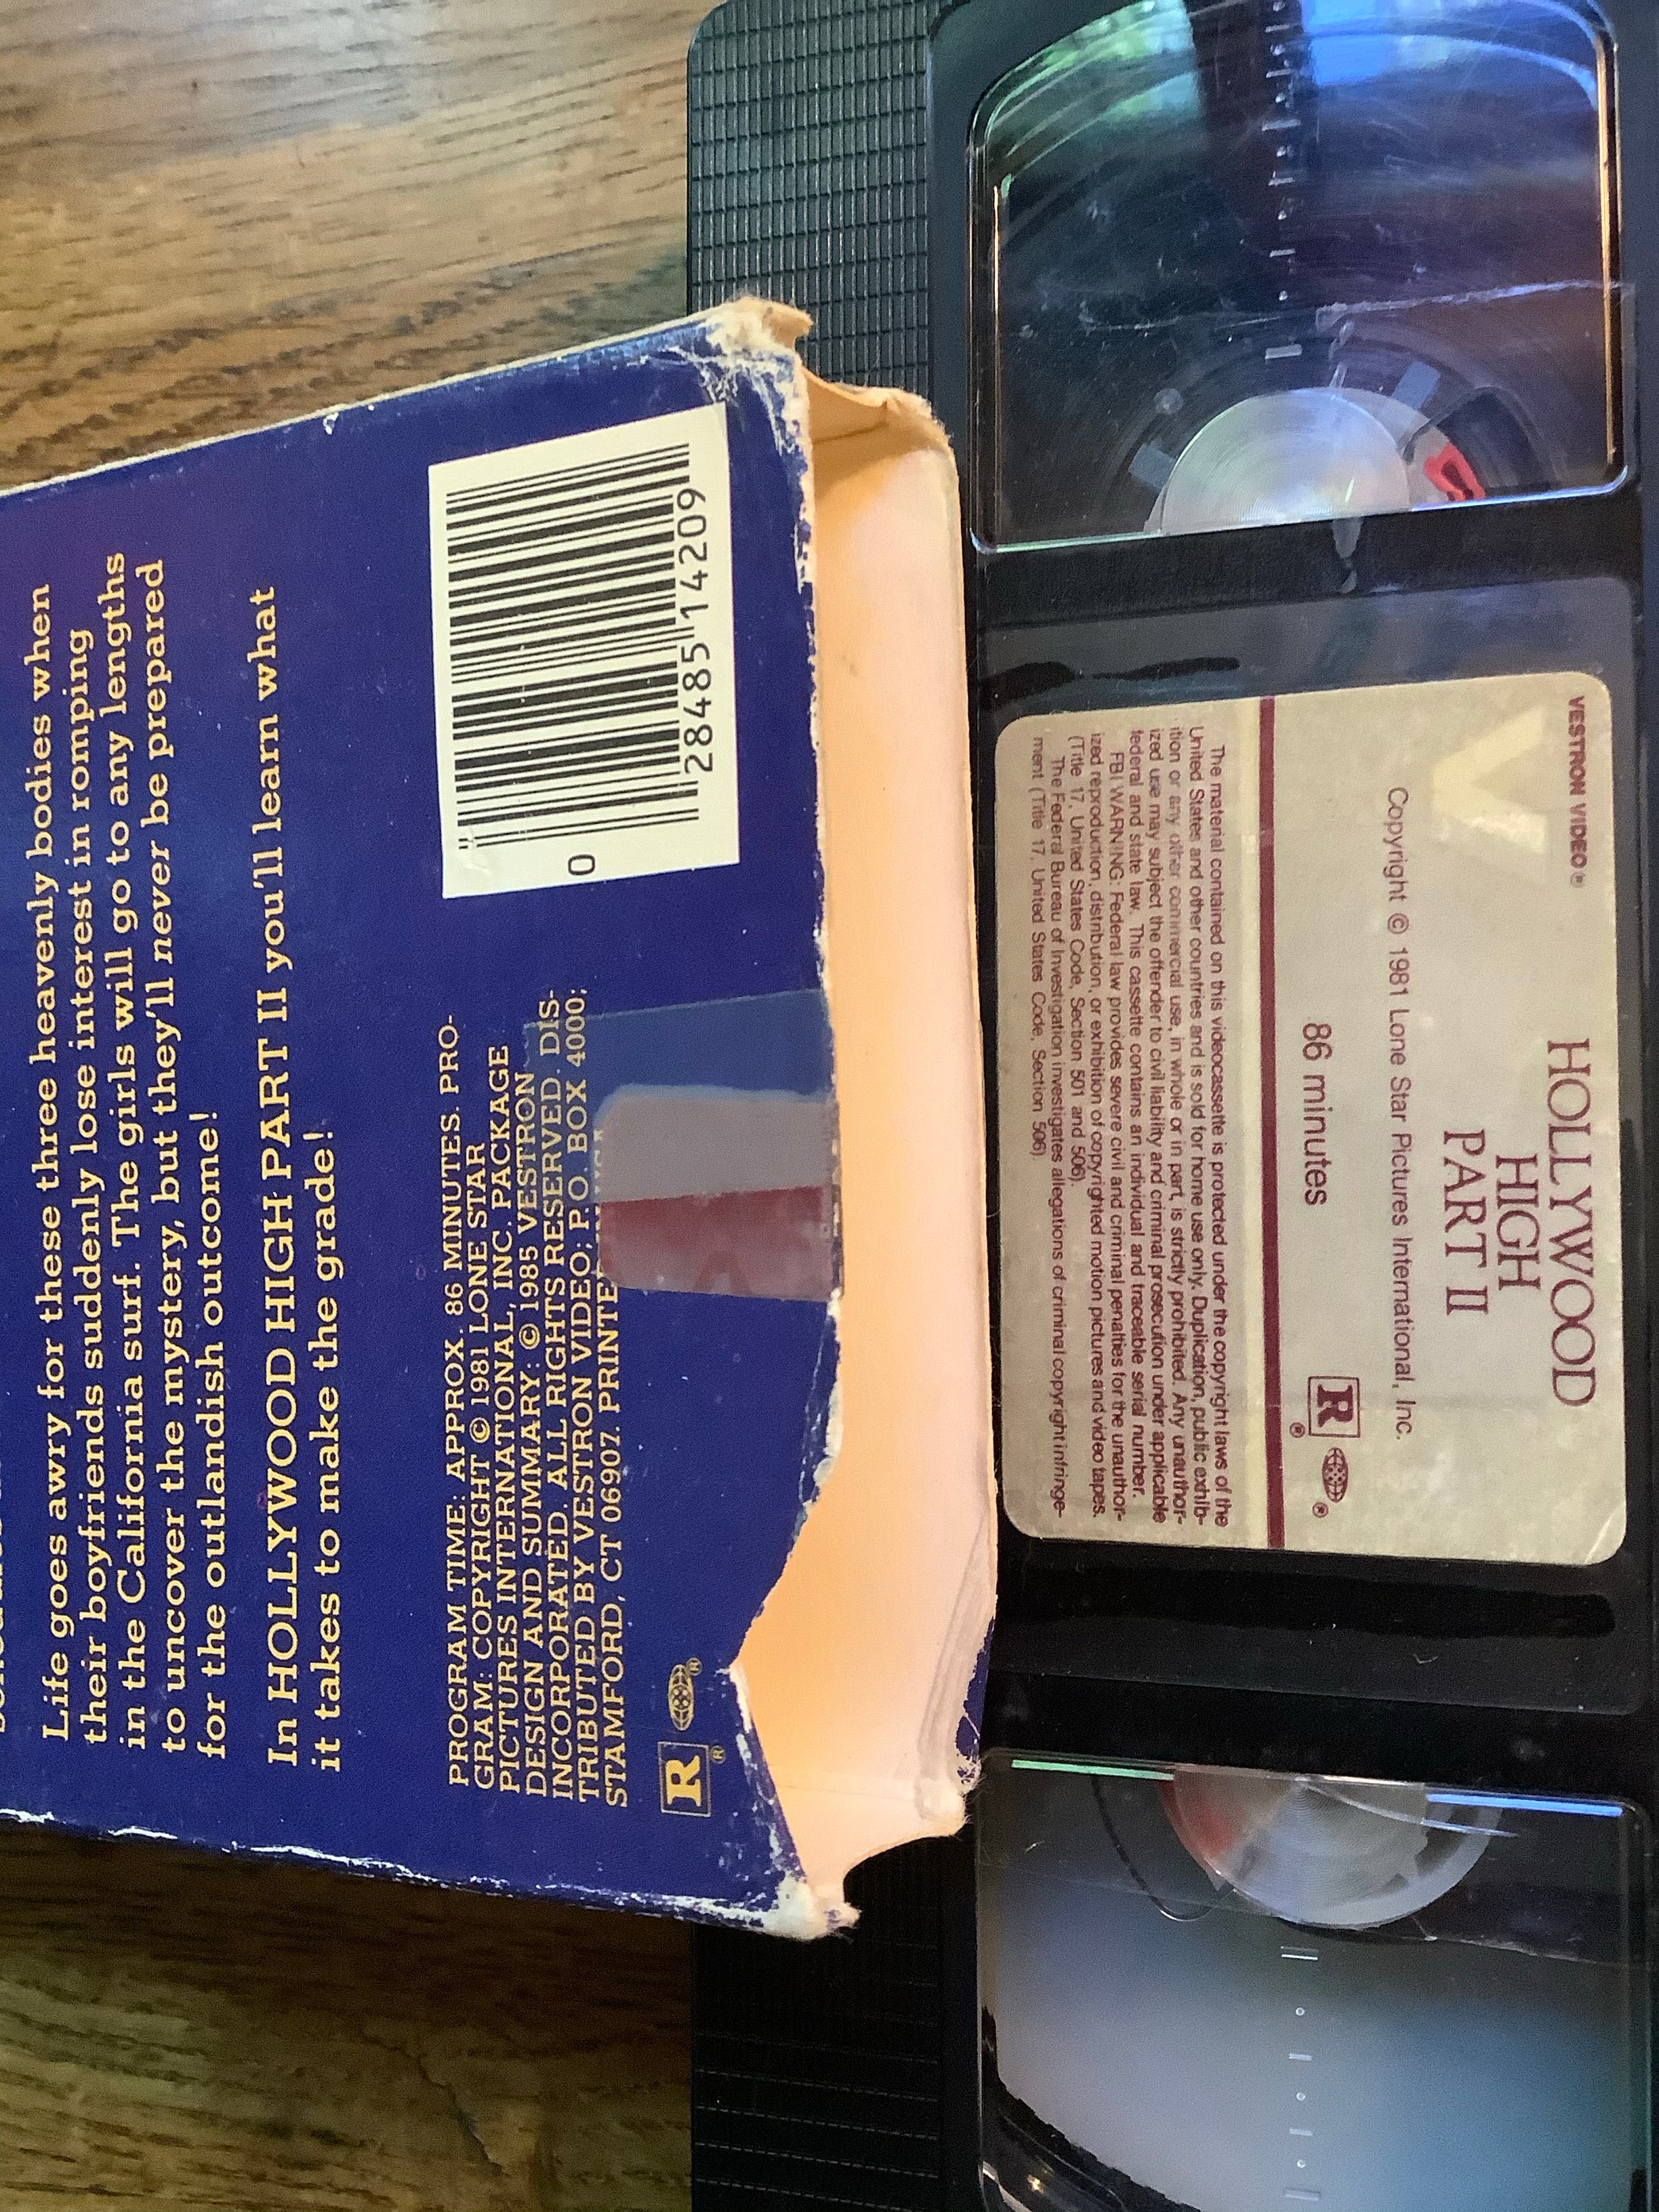 Life goes awry for these three heavenly bodies when
their boyfriends suddenly lose interest in romping
in the California surf. The girls will go to any lengths
to uncover the mystery, but they'll never be prepared
for the outlandish outcome!
In HOLLYWOOD HIGH PART II you'll learn what
it takes to make the grade!
PROGRAM TIME: APPROX. 86 MINUTES. PRO-
GRAM: COPYRIGHT © 1981 LONE STAR
PICTURES INTERNATIONAL, INC. PACKAGE
DESIGN AND SUMMARY: © 1985 VESTRON
INCORPORATED. ALL RIGHTS RESERVED. DIS-
TRIBUTED BY VESTRON VIDEO; P.O. BOX 4000;
STAMFORD, CT 06907. PRINTED
R ®
®
0 28485 14209
VESTRON VIDEO®
V
HOLLYWOOD
HIGH
PART II
Copyright © 1981 Lone Star Pictures International, Inc.
86 minutes
R ® ®
The material contained on this videocassette is protected under the copyright laws of the
United States and other countries and is sold for home use only. Duplication, public exhib-
ition or any other commercial use, in whole or in part, is strictly prohibited. Any unauthor-
ized use may subject the offender to civil liability and criminal prosecution under applicable
federal and state law. This cassette contains an individual and traceable serial number.
FBI WARNING: Federal law provides severe civil and criminal penalties for the unauthor-
ized reproduction, distribution, or exhibition of copyrighted motion pictures and video tapes.
(Title 17, United States Code, Section 501 and 506).
The Federal Bureau of Investigation investigates allegations of criminal copyright infringe-
ment (Title 17, United States Code, Section 506)